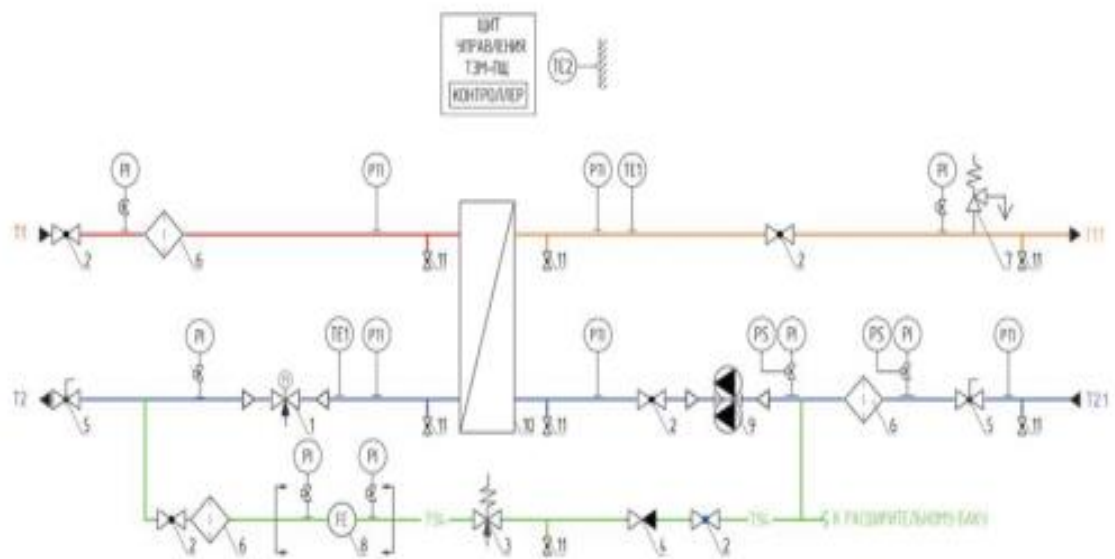 ЩИТ
УПРАВЛЕНИЯ
ТЭМ-ПЩ
КОНТРОЛЛЕР
TE2
PI PTI PTI TE1 PI
T1 2 6 11 11 2 7 11 T11
PI TE1 PTI PTI PS PI PS PI PTI
T2 5 1 11 10 11 2 9 6 5 11 T21
PI PI
2 6 FE 8 T94 3 11 4 2 T94 К РАСШИРИТЕЛЬНОМУ БАКУ